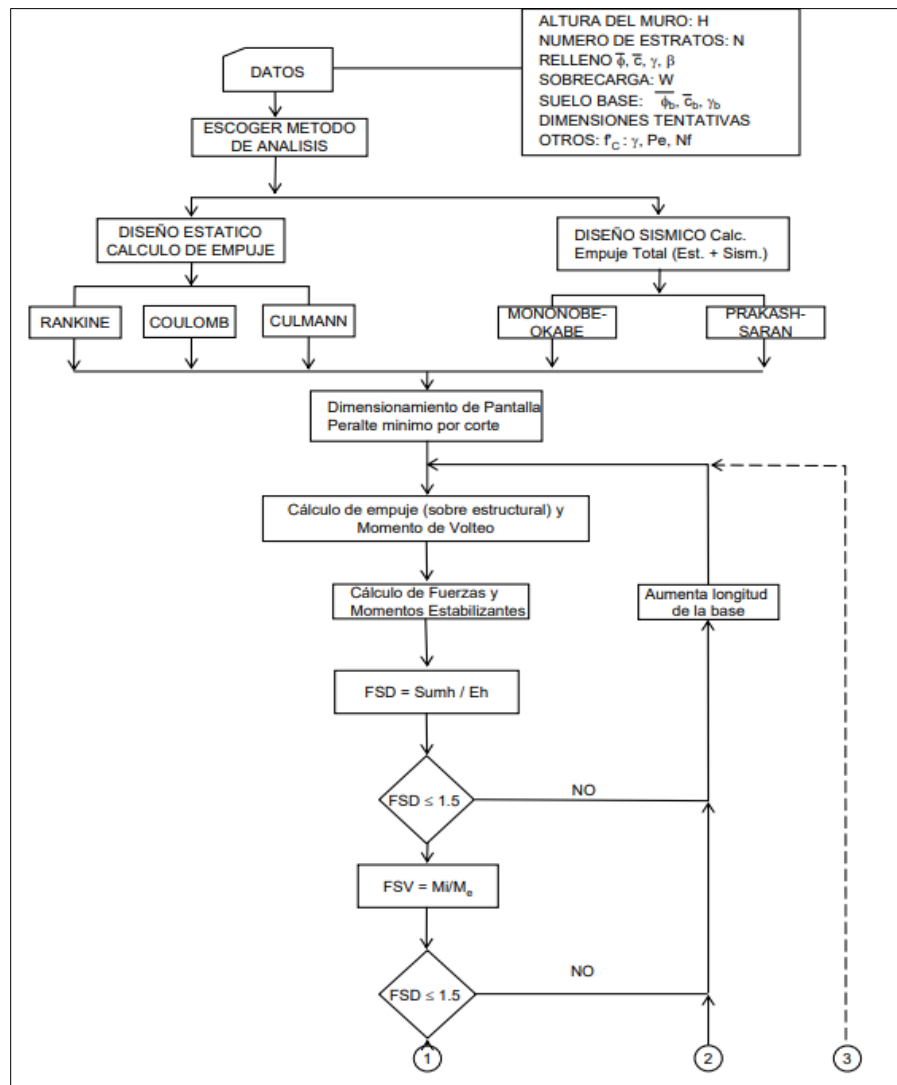 ALTURA DEL MURO: H
NUMERO DE ESTRATOS: N
RELLENO ϕ̅, c̅, γ, β
SOBRECARGA: W
SUELO BASE: ϕ̅b, c̅b, γb
DIMENSIONES TENTATIVAS
OTROS: f'C : γ, Pe, Nf
DATOS
ESCOGER METODO
DE ANALISIS
DISEÑO ESTATICO
CALCULO DE EMPUJE
DISEÑO SISMICO Calc.
Empuje Total (Est. + Sism.)
RANKINE
COULOMB
CULMANN
MONONOBE-
OKABE
PRAKASH-
SARAN
Dimensionamiento de Pantalla
Peralte minimo por corte
Cálculo de empuje (sobre estructural) y
Momento de Volteo
Cálculo de Fuerzas y
Momentos Estabilizantes
Aumenta longitud
de la base
FSD = Sumh / Eh
FSD ≤ 1.5
NO
FSV = Mi/Me
FSD ≤ 1.5
NO
1
2
3